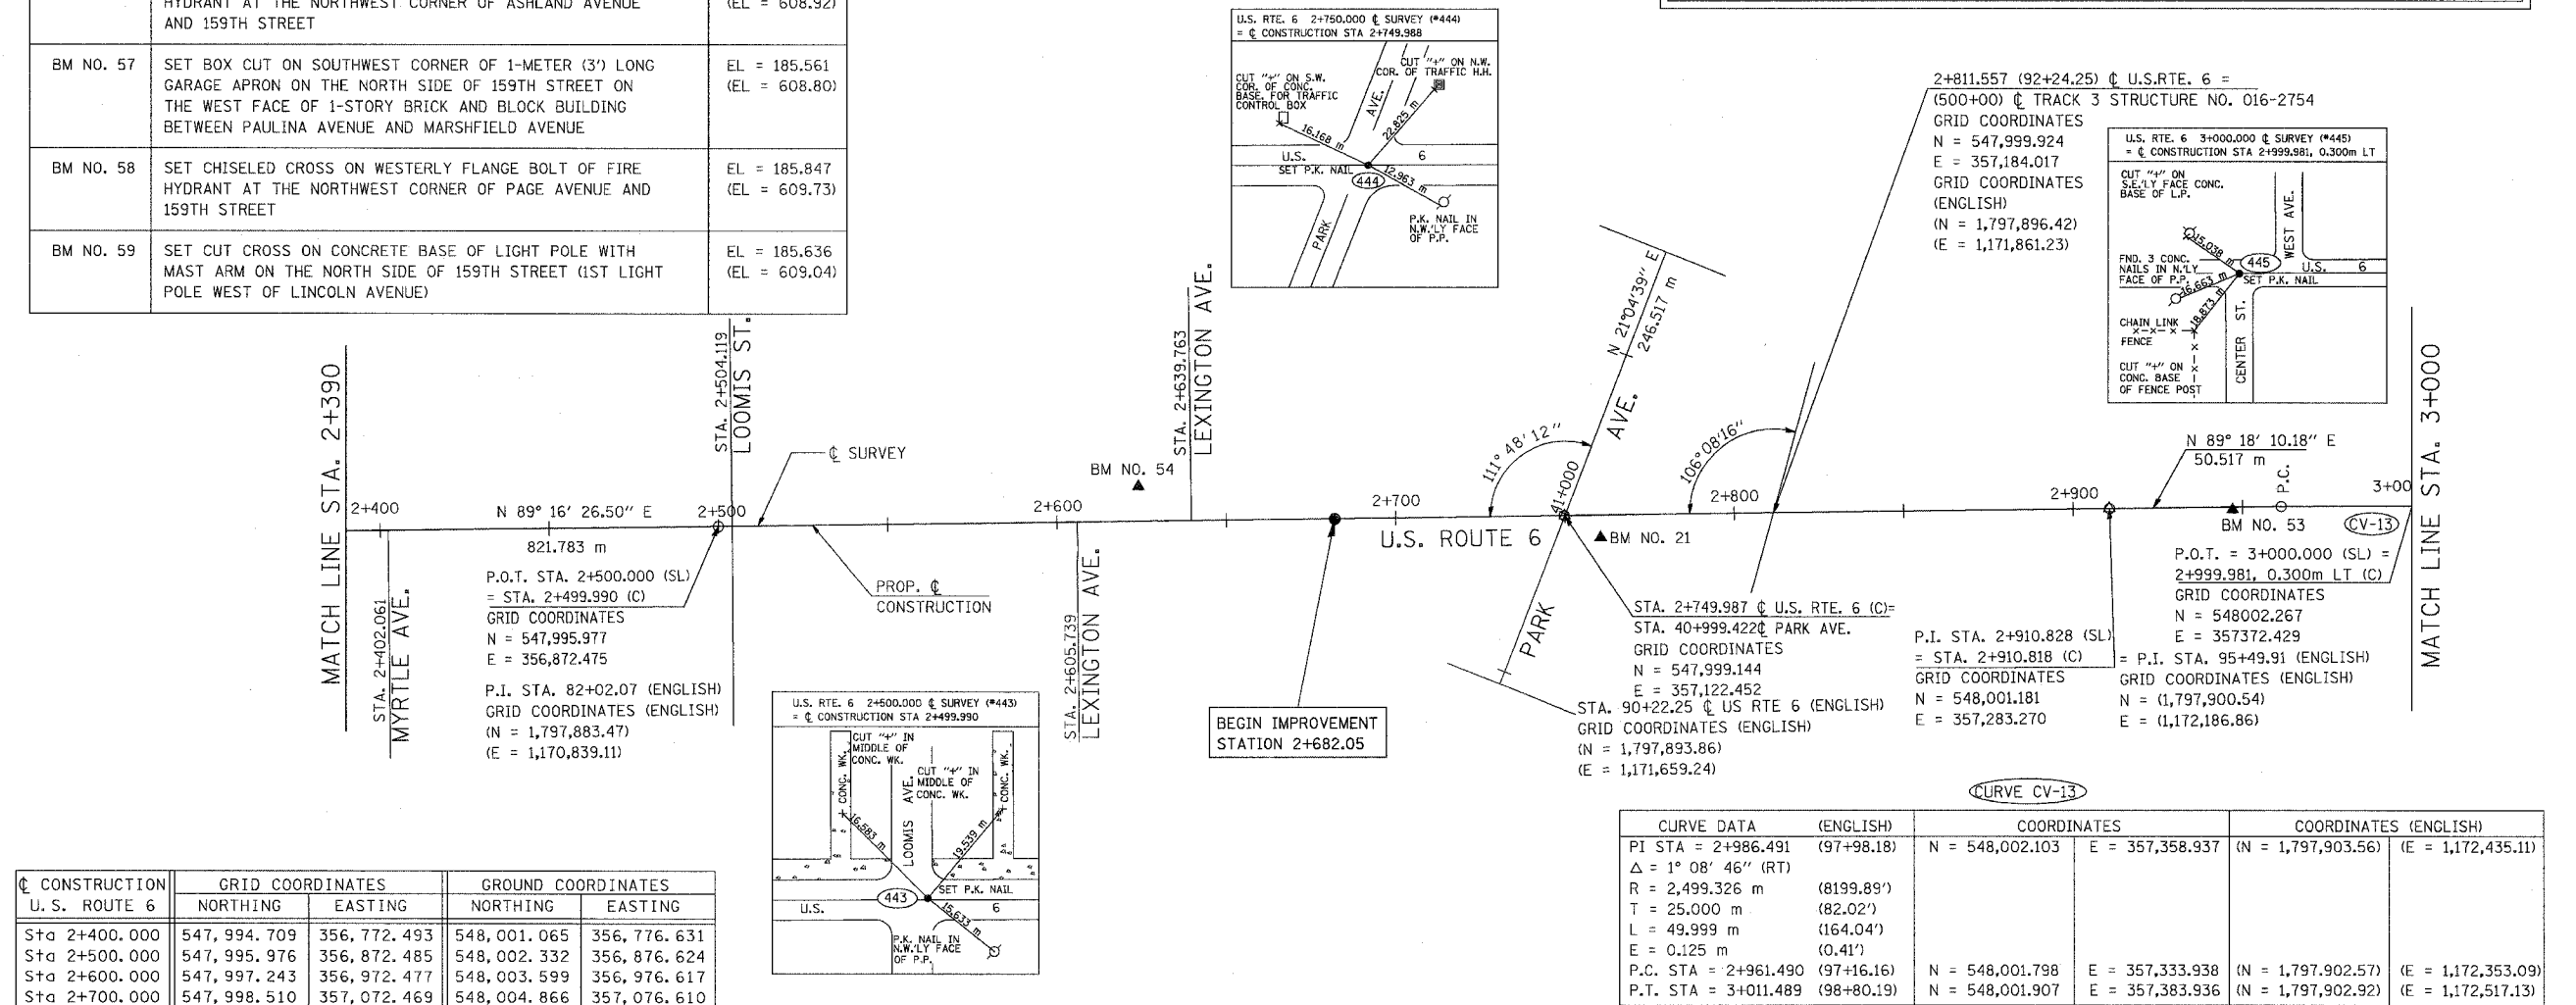 HYDRANT AT THE NORTHWEST CORNER OF ASHLAND AVENUE
AND 159TH STREET
(EL = 608.92)
BM NO. 57
SET BOX CUT ON SOUTHWEST CORNER OF 1-METER (3') LONG
GARAGE APRON ON THE NORTH SIDE OF 159TH STREET ON
THE WEST FACE OF 1-STORY BRICK AND BLOCK BUILDING
BETWEEN PAULINA AVENUE AND MARSHFIELD AVENUE
EL = 185.561
(EL = 608.80)
BM NO. 58
SET CHISELED CROSS ON WESTERLY FLANGE BOLT OF FIRE
HYDRANT AT THE NORTHWEST CORNER OF PAGE AVENUE AND
159TH STREET
EL = 185.847
(EL = 609.73)
BM NO. 59
SET CUT CROSS ON CONCRETE BASE OF LIGHT POLE WITH
MAST ARM ON THE NORTH SIDE OF 159TH STREET (1ST LIGHT
POLE WEST OF LINCOLN AVENUE)
EL = 185.636
(EL = 609.04)
U.S. RTE. 6 2+750.000 ℄ SURVEY (#444)
= ℄ CONSTRUCTION STA 2+749.988
CUT "+" ON S.W.
COR. OF CONC.
BASE. FOR TRAFFIC
CONTROL BOX
CUT "+" ON N.W.
COR. OF TRAFFIC H.H.
AVE.
16.168 m
22.825 m
U.S.
6
SET P.K. NAIL
444
12.963 m
PARK
P.K. NAIL IN
N.W.'LY FACE
OF P.P.
2+811.557 (92+24.25) ℄ U.S.RTE. 6 =
(500+00) ℄ TRACK 3 STRUCTURE NO. 016-2754
GRID COORDINATES
N = 547,999.924
E = 357,184.017
GRID COORDINATES
(ENGLISH)
(N = 1,797,896.42)
(E = 1,171,861.23)
U.S. RTE. 6 3+000.000 ℄ SURVEY (#445)
= ℄ CONSTRUCTION STA 2+999.981, 0.300m LT
CUT "+" ON
S.E.'LY FACE CONC.
BASE OF L.P.
WEST AVE.
15.038 m
FND. 3 CONC.
NAILS IN N.'LY
FACE OF P.P.
445
U.S.
6
SET P.K. NAIL
16.663 m
18.873 m
CHAIN LINK
X-X-X
FENCE
CENTER ST.
CUT "+" ON
CONC. BASE
OF FENCE POST
MATCH LINE STA. 2+390
2+400
N 89° 16' 26.50" E
821.783 m
STA. 2+402.061
MYRTLE AVE.
STA. 2+504.119
LOOMIS ST.
2+500
℄ SURVEY
P.O.T. STA. 2+500.000 (SL)
= STA. 2+499.990 (C)
GRID COORDINATES
N = 547,995.977
E = 356,872.475
P.I. STA. 82+02.07 (ENGLISH)
GRID COORDINATES (ENGLISH)
(N = 1,797,883.47)
(E = 1,170,839.11)
PROP. ℄
CONSTRUCTION
2+600
STA. 2+605.739
LEXINGTON AVE.
BM NO. 54
STA. 2+639.763
LEXINGTON AVE.
BEGIN IMPROVEMENT
STATION 2+682.05
2+700
U.S. ROUTE 6
111° 48' 12"
41+000
PARK
AVE.
N 21°04'39" E
246.517 m
BM NO. 21
106°08'16"
2+800
STA. 2+749.987 ℄ U.S. RTE. 6 (C)=
STA. 40+999.422℄ PARK AVE.
GRID COORDINATES
N = 547,999.144
E = 357,122.452
STA. 90+22.25 ℄ US RTE 6 (ENGLISH)
GRID COORDINATES (ENGLISH)
(N = 1,797,893.86)
(E = 1,171,659.24)
2+900
P.I. STA. 2+910.828 (SL)
= STA. 2+910.818 (C)
GRID COORDINATES
N = 548,001.181
E = 357,283.270
= P.I. STA. 95+49.91 (ENGLISH)
GRID COORDINATES (ENGLISH)
N = (1,797,900.54)
E = (1,172,186.86)
N 89° 18' 10.18" E
50.517 m
P.C.
BM NO. 53
CV-13
3+00
MATCH LINE STA. 3+000
P.O.T. = 3+000.000 (SL) =
2+999.981, 0.300m LT (C)
GRID COORDINATES
N = 548002.267
E = 357372.429
U.S. RTE. 6 2+500.000 ℄ SURVEY (#443)
= ℄ CONSTRUCTION STA 2+499.990
CUT "+" IN
MIDDLE OF
CONC. WK.
CONC. WK.
CUT "+" IN
MIDDLE OF
CONC. WK.
CONC. WK.
LOOMIS AVE.
16.583 m
19.539 m
SET P.K. NAIL
443
U.S.
6
15.633 m
P.K. NAIL IN
N.W.'LY FACE
OF P.P.
℄ CONSTRUCTION
U.S. ROUTE 6
GRID COORDINATES
GROUND COORDINATES
NORTHING EASTING NORTHING EASTING
Sta 2+400.000 547,994.709 356,772.493 548,001.065 356,776.631
Sta 2+500.000 547,995.976 356,872.485 548,002.332 356,876.624
Sta 2+600.000 547,997.243 356,972.477 548,003.599 356,976.617
Sta 2+700.000 547,998.510 357,072.469 548,004.866 357,076.610
CURVE CV-13
CURVE DATA (ENGLISH) COORDINATES COORDINATES (ENGLISH)
PI STA = 2+986.491 (97+98.18) N = 548,002.103 E = 357,358.937 (N = 1,797,903.56) (E = 1,172,435.11)
Δ = 1° 08' 46" (RT)
R = 2,499.326 m (8199.89')
T = 25.000 m (82.02')
L = 49.999 m (164.04')
E = 0.125 m (0.41')
P.C. STA = 2+961.490 (97+16.16) N = 548,001.798 E = 357,333.938 (N = 1,797.902.57) (E = 1,172,353.09)
P.T. STA = 3+011.489 (98+80.19) N = 548,001.907 E = 357,383.936 (N = 1,797,902.92) (E = 1,172,517.13)